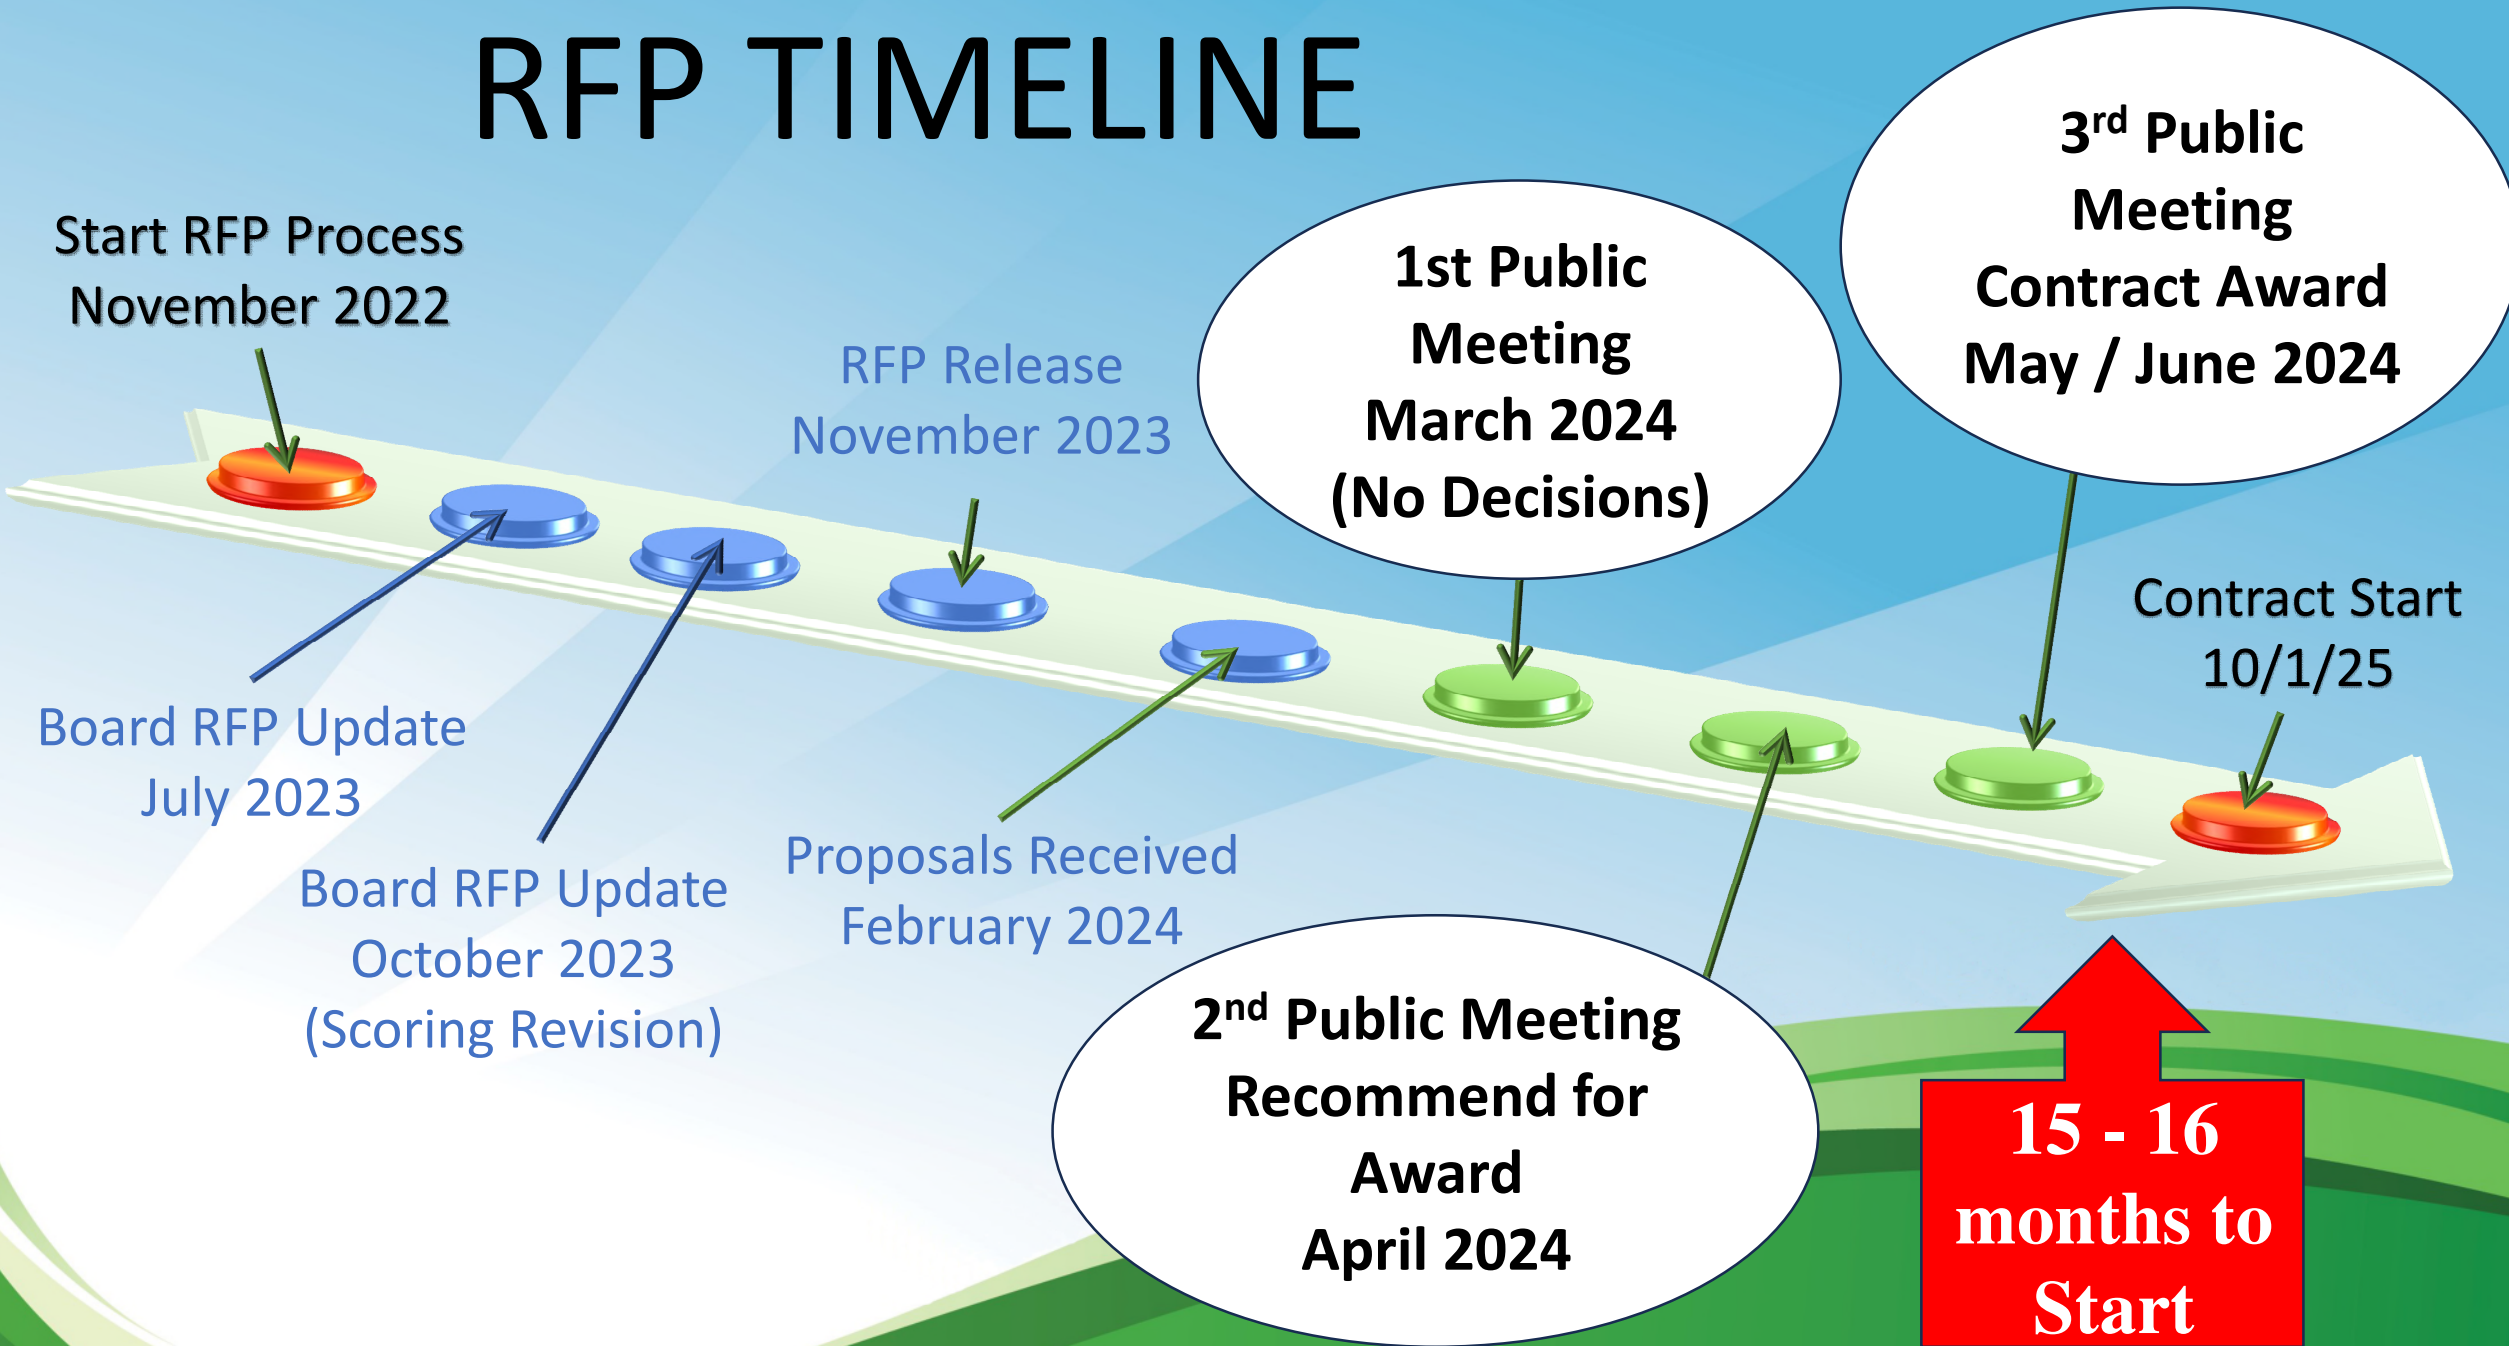 RFP TIMELINE
Start RFP Process
November 2022
Board RFP Update
July 2023
Board RFP Update
October 2023
(Scoring Revision)
RFP Release
November 2023
Proposals Received
February 2024
1st Public
Meeting
March 2024
(No Decisions)
2nd Public Meeting
Recommend for
Award
April 2024
3rd Public
Meeting
Contract Award
May / June 2024
Contract Start
10/1/25
15 - 16
months to
Start